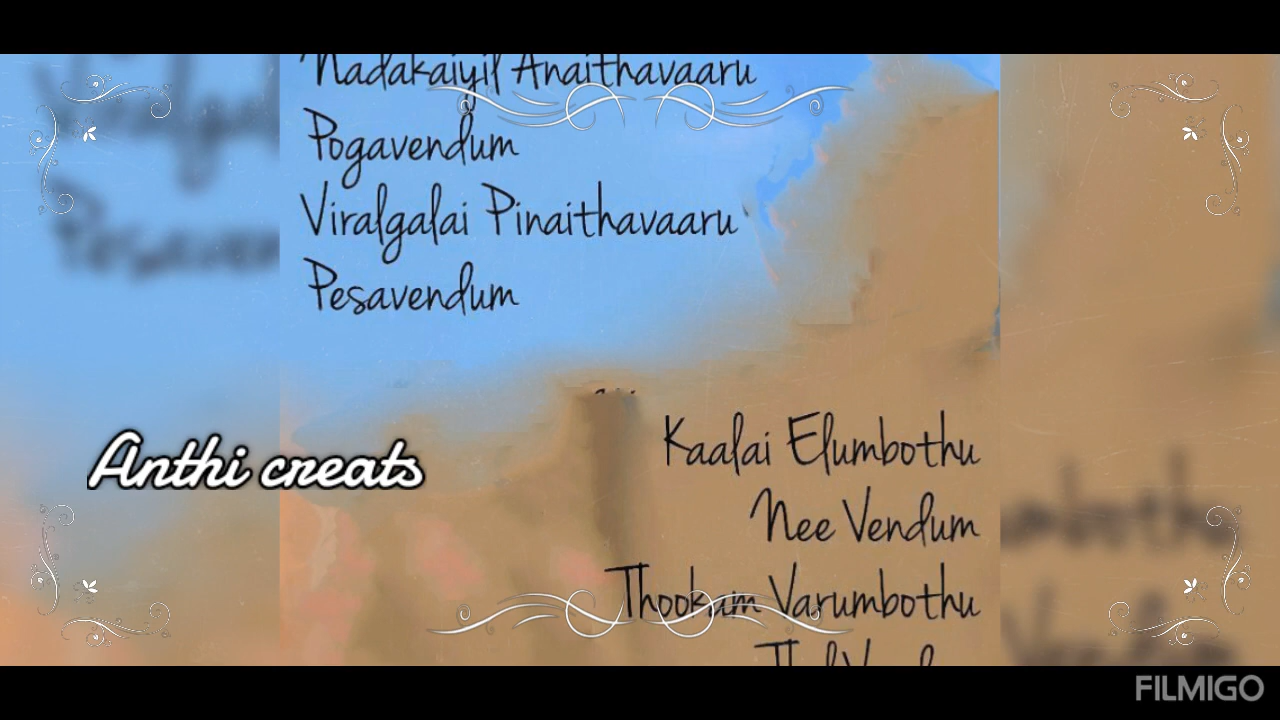 Nadakaiyil Anaithavaaru
Pogavendum
Viralgalai Pinaithavaaru
Pesavendum
Kaalai Elumbothu
Nee Vendum
Thookam Varumbothu
Anthi creats
FILMIGO